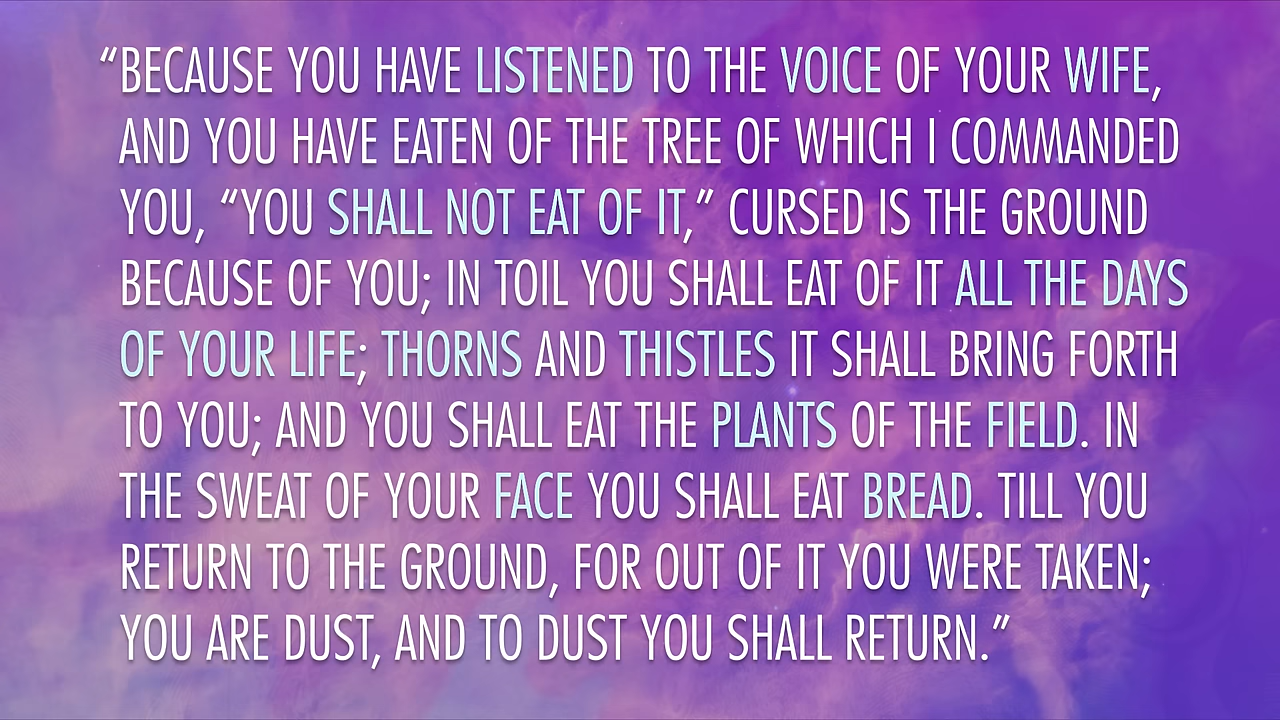 “BECAUSE YOU HAVE LISTENED TO THE VOICE OF YOUR WIFE,
AND YOU HAVE EATEN OF THE TREE OF WHICH I COMMANDED
YOU, “YOU SHALL NOT EAT OF IT,” CURSED IS THE GROUND
BECAUSE OF YOU; IN TOIL YOU SHALL EAT OF IT ALL THE DAYS
OF YOUR LIFE; THORNS AND THISTLES IT SHALL BRING FORTH
TO YOU; AND YOU SHALL EAT THE PLANTS OF THE FIELD. IN
THE SWEAT OF YOUR FACE YOU SHALL EAT BREAD. TILL YOU
RETURN TO THE GROUND, FOR OUT OF IT YOU WERE TAKEN;
YOU ARE DUST, AND TO DUST YOU SHALL RETURN.”